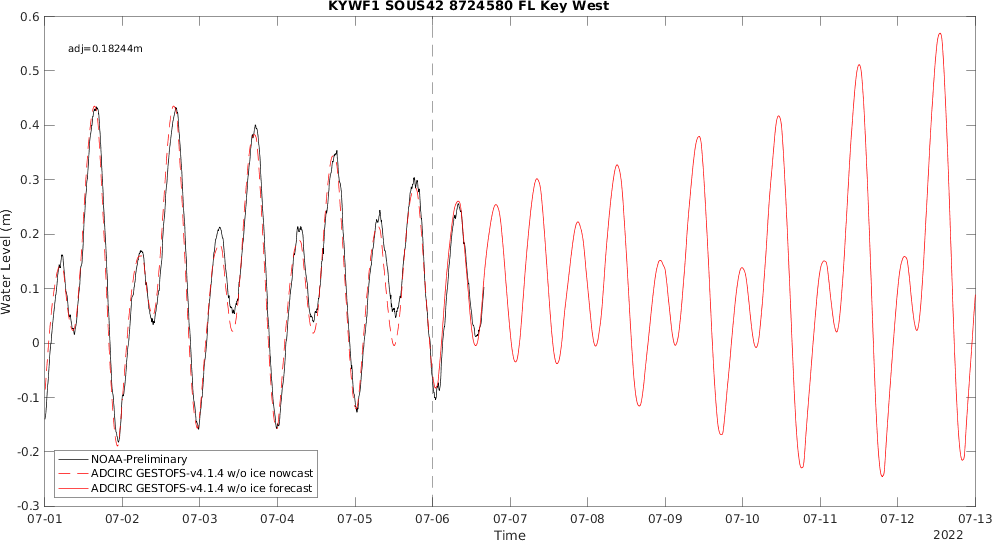 KYWF1 SOUS42 8724580 FL Key West
adj=0.18244m
0.6
0.5
0.4
0.3
0.2
0.1
0
-0.1
-0.2
-0.3
Water Level (m)
NOAA-Preliminary
ADCIRC GESTOFS-v4.1.4 w/o ice nowcast
ADCIRC GESTOFS-v4.1.4 w/o ice forecast
07-01 07-02 07-03 07-04 07-05 07-06 07-07 07-08 07-09 07-10 07-11 07-12 07-13
Time
2022